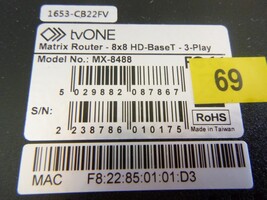 1653-CB22FV
tvONE
Matrix Router - 8x8 HD-BaseT - 3-Play
Model No.: MX-8488
5 029882 087867
69
S/N:
2 238786 010175
RoHS
Made in Taiwan
MAC F8:22:85:01:01:D3